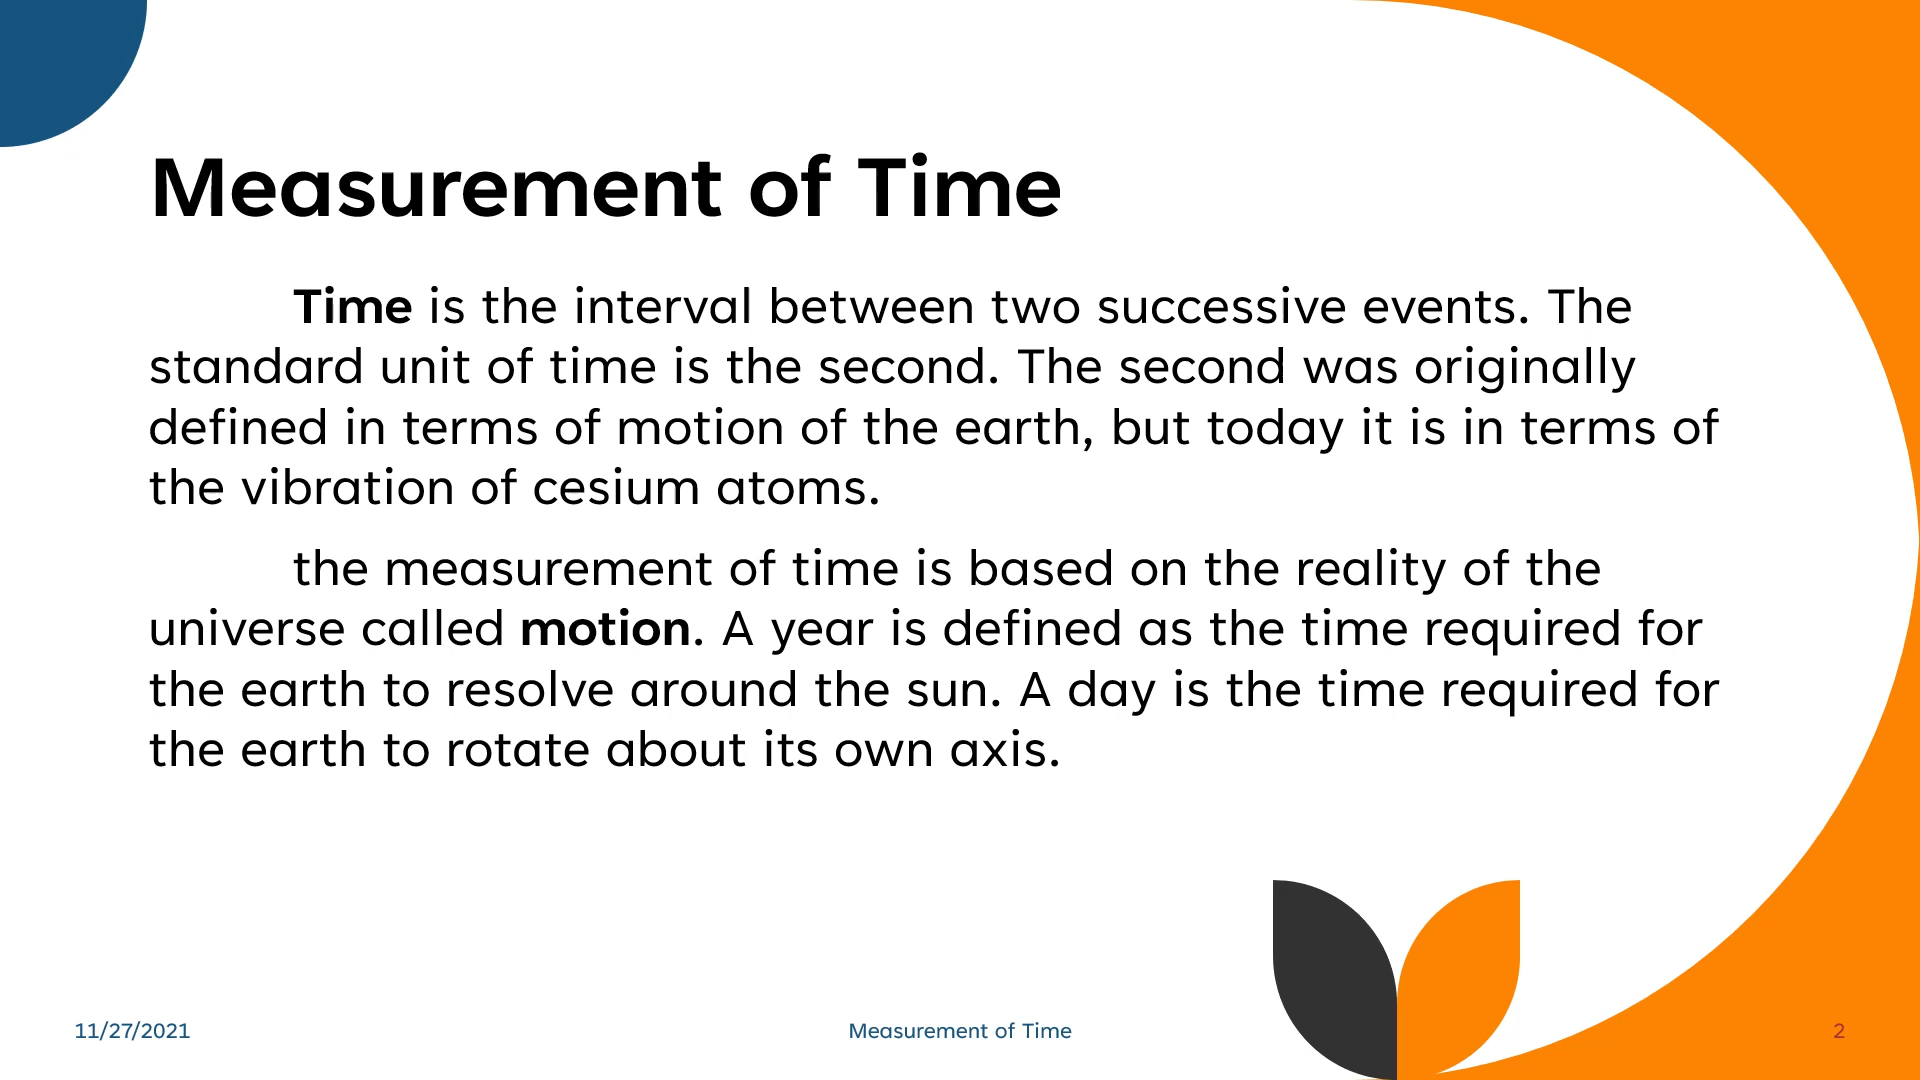 Measurement of Time
Time is the interval between two successive events. The
standard unit of time is the second. The second was originally
defined in terms of motion of the earth, but today it is in terms of
the vibration of cesium atoms.
the measurement of time is based on the reality of the
universe called motion. A year is defined as the time required for
the earth to resolve around the sun. A day is the time required for
the earth to rotate about its own axis.
11/27/2021
Measurement of Time
2